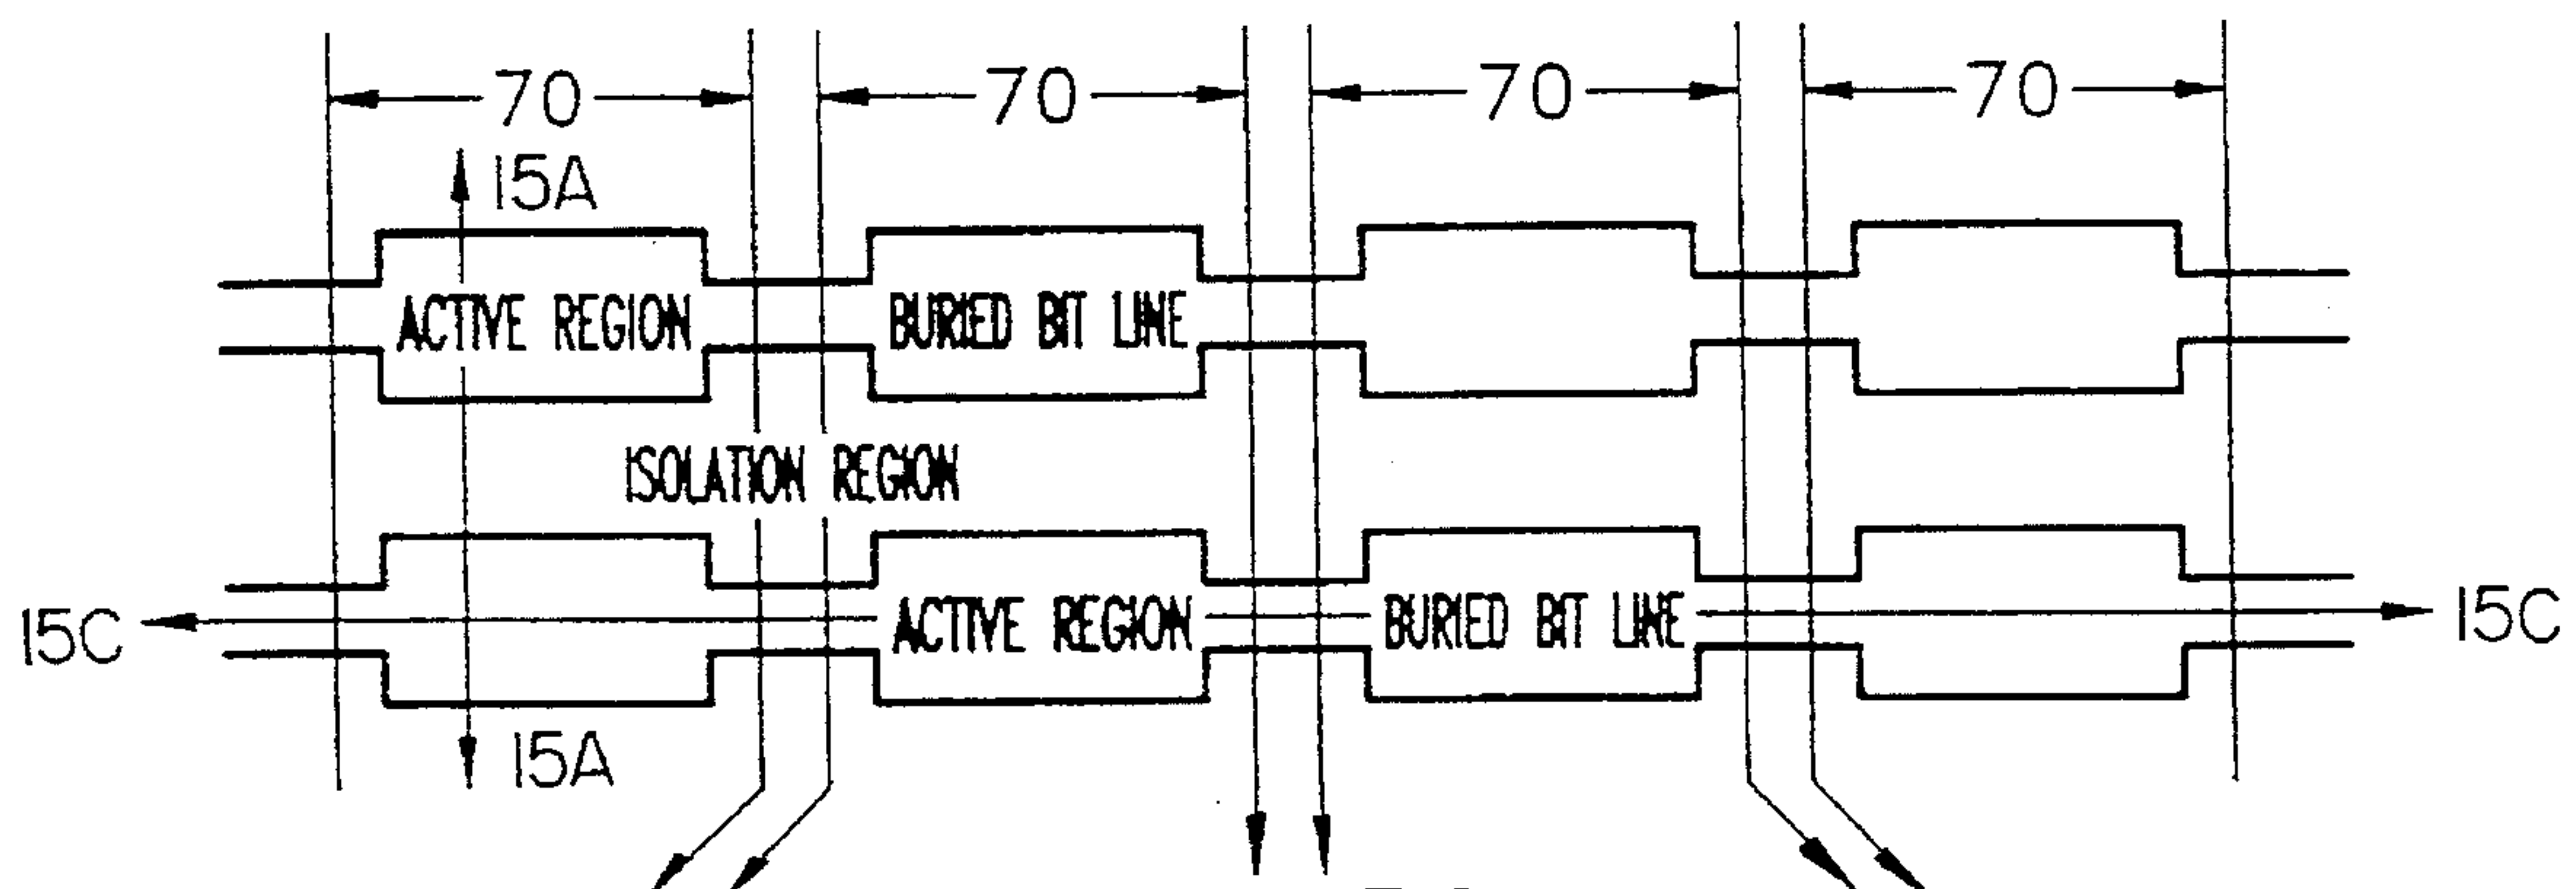 70 70 70 70
15A
ACTIVE REGION BURIED BIT LINE
ISOLATION REGION
15C ACTIVE REGION BURIED BIT LINE 15C
15A